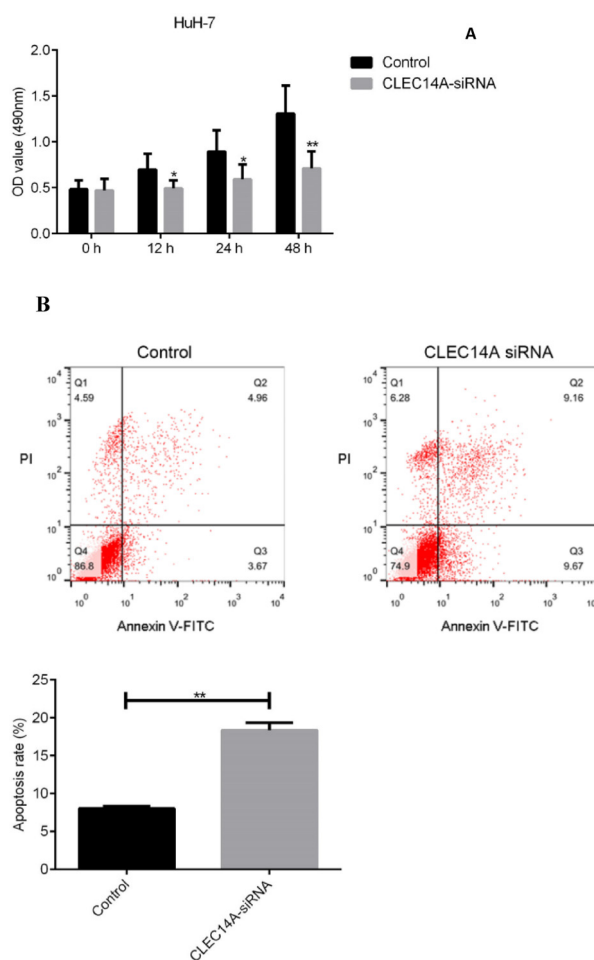 HuH-7
A
Control
CLEC14A-siRNA
OD value (490nm)
2.0
1.5
1.0
0.5
0.0
*
*
**
0 h 12 h 24 h 48 h
B
Control
PI
10^4
10^3
10^2
10^1
10^0
Q1
4.59
Q2
4.96
Q4
86.8
Q3
3.67
10^0 10^1 10^2 10^3 10^4
Annexin V-FITC
CLEC14A siRNA
PI
10^4
10^3
10^2
10^1
10^0
Q1
6.28
Q2
9.16
Q4
74.9
Q3
9.67
10^0 10^1 10^2 10^3
Annexin V-FITC
Apoptosis rate (%)
25
20
15
10
5
0
**
Control
CLEC14A-siRNA